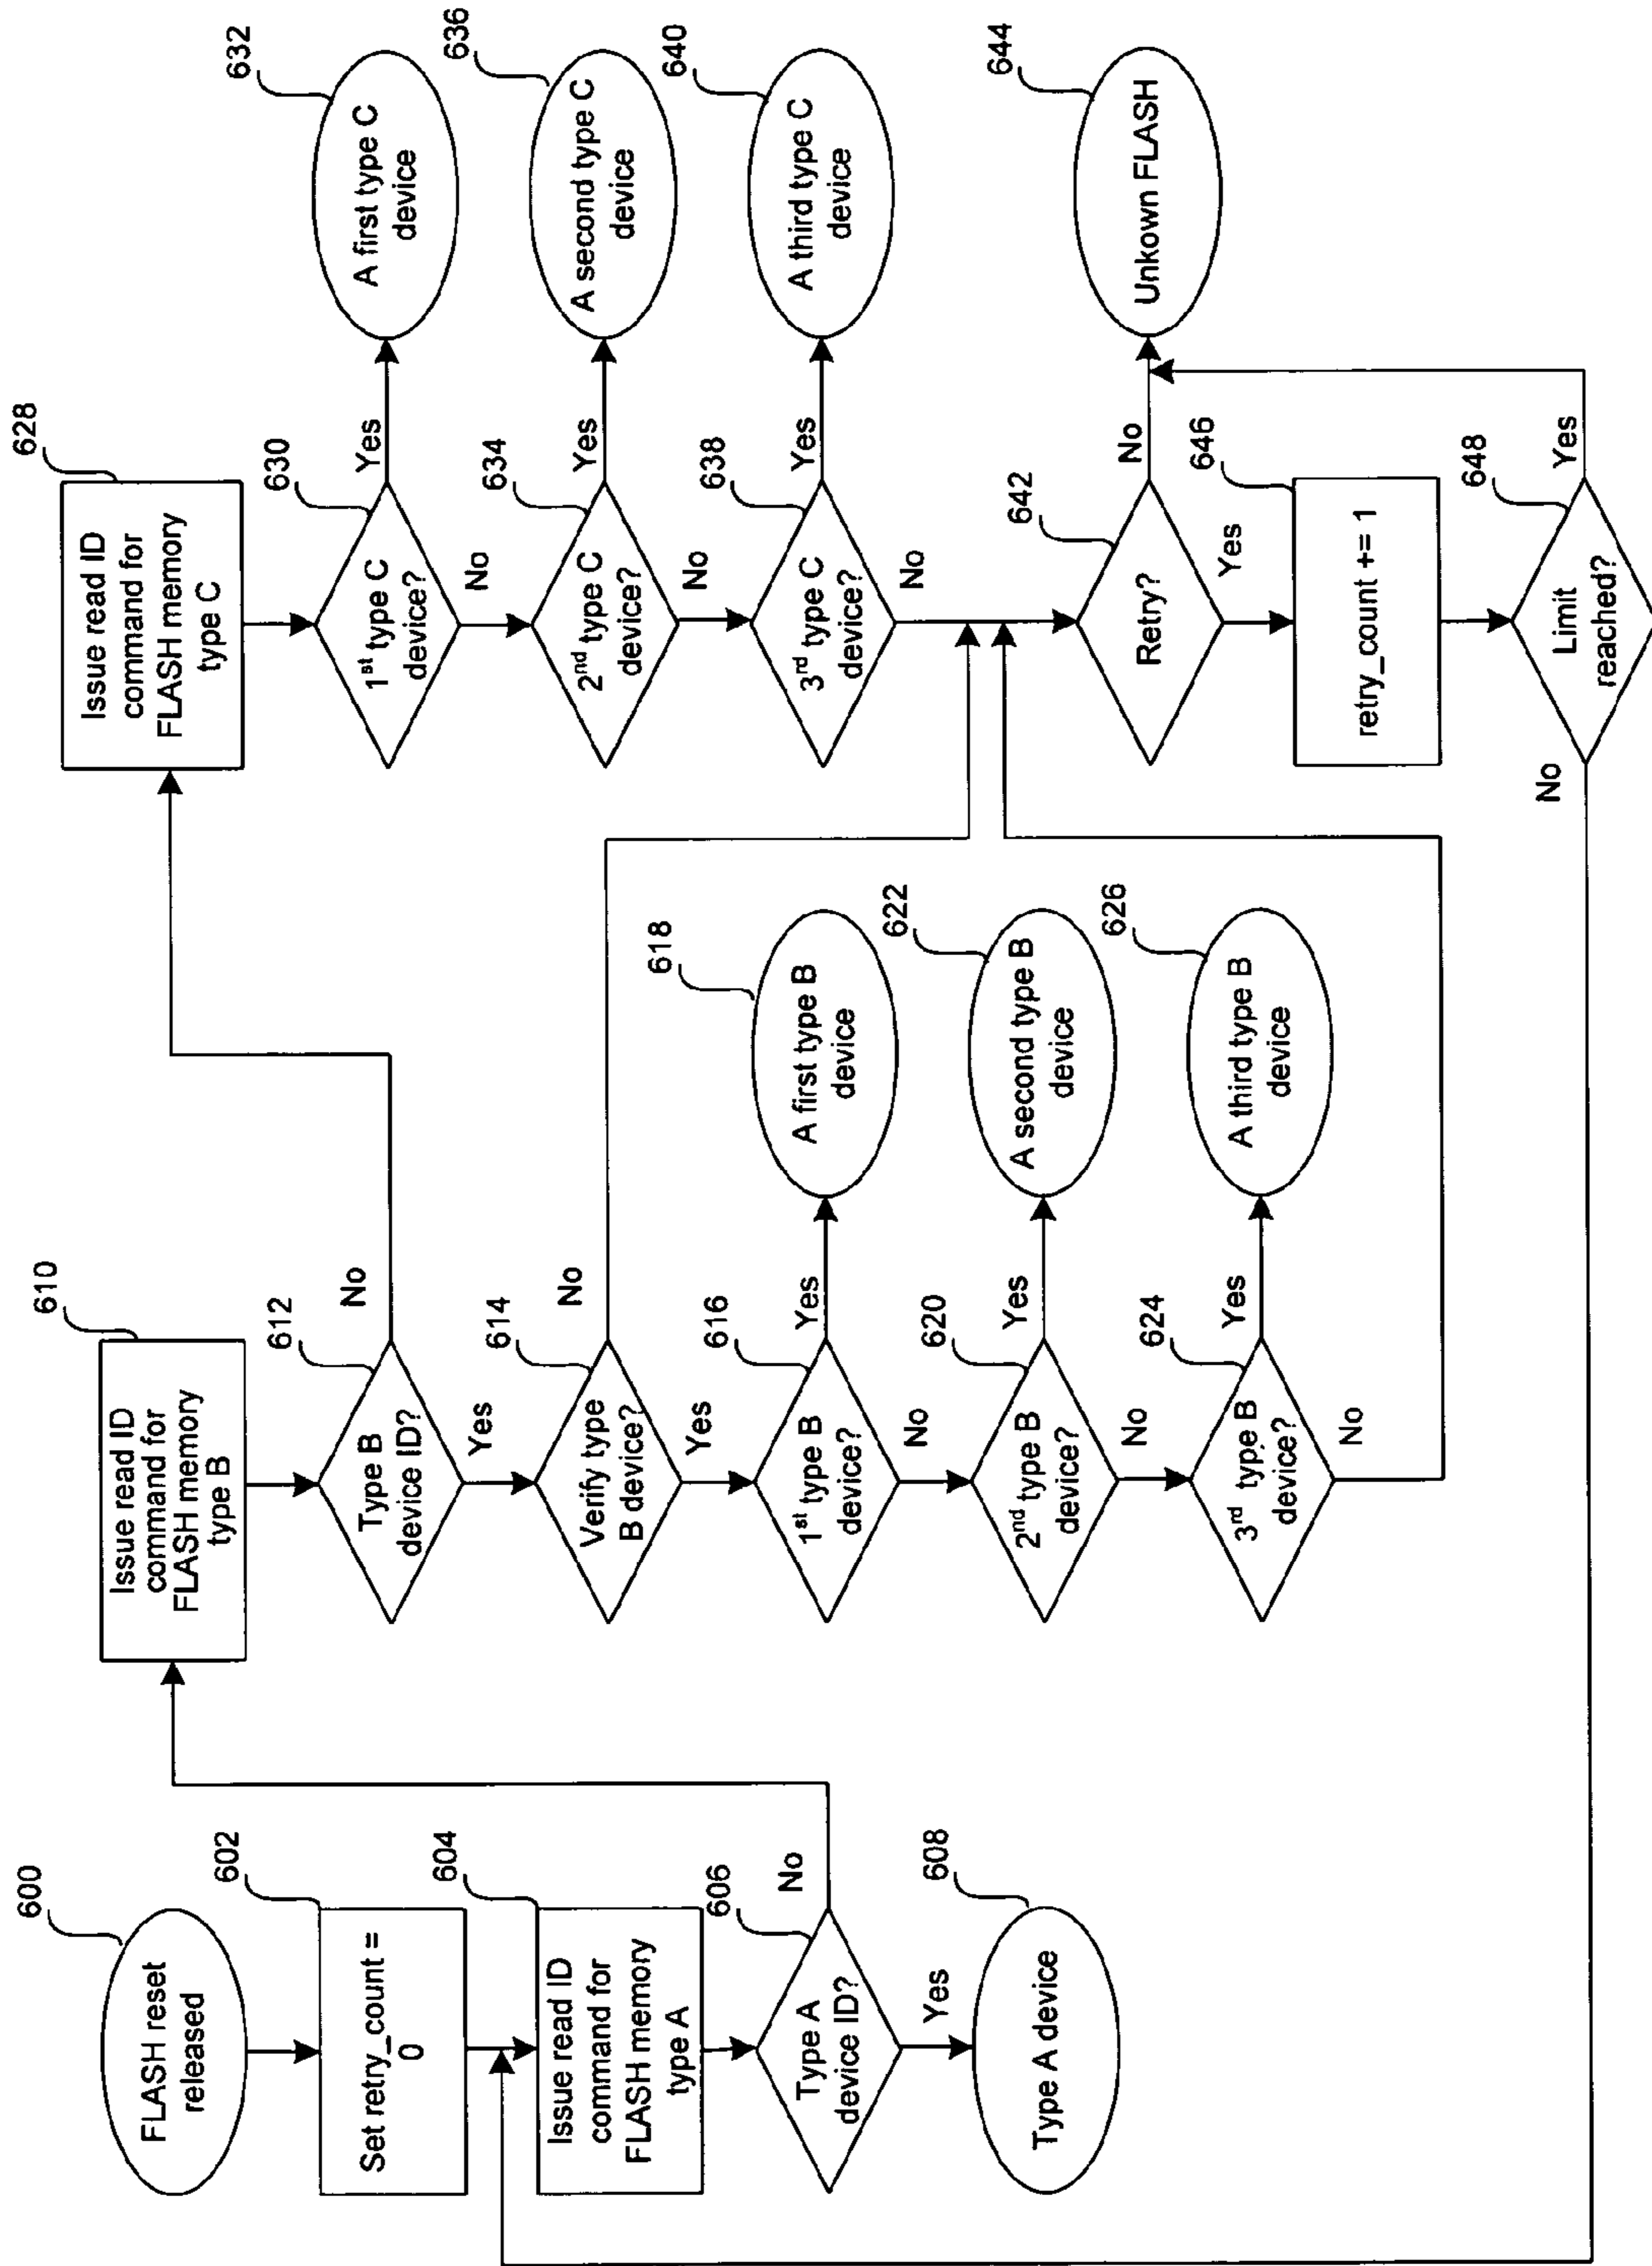 600
FLASH reset
released
602
Set retry_count =
0
604
Issue read ID
command for
FLASH memory
type A
606
Type A
device ID?
No
Yes
608
Type A device
610
Issue read ID
command for
FLASH memory
type B
612
Type B
device ID?
No
Yes
614
Verify type
B device?
No
Yes
616
1st type B
device?
Yes
618
A first type B
device
No
620
2nd type B
device?
Yes
622
A second type B
device
No
624
3rd type B
device?
Yes
626
A third type B
device
No
628
Issue read ID
command for
FLASH memory
type C
630
1st type C
device?
Yes
632
A first type C
device
No
634
2nd type C
device?
Yes
636
A second type C
device
No
638
3rd type C
device?
Yes
640
A third type C
device
No
642
Retry?
No
644
Unkown FLASH
Yes
646
retry_count += 1
648
Limit
reached?
Yes
No